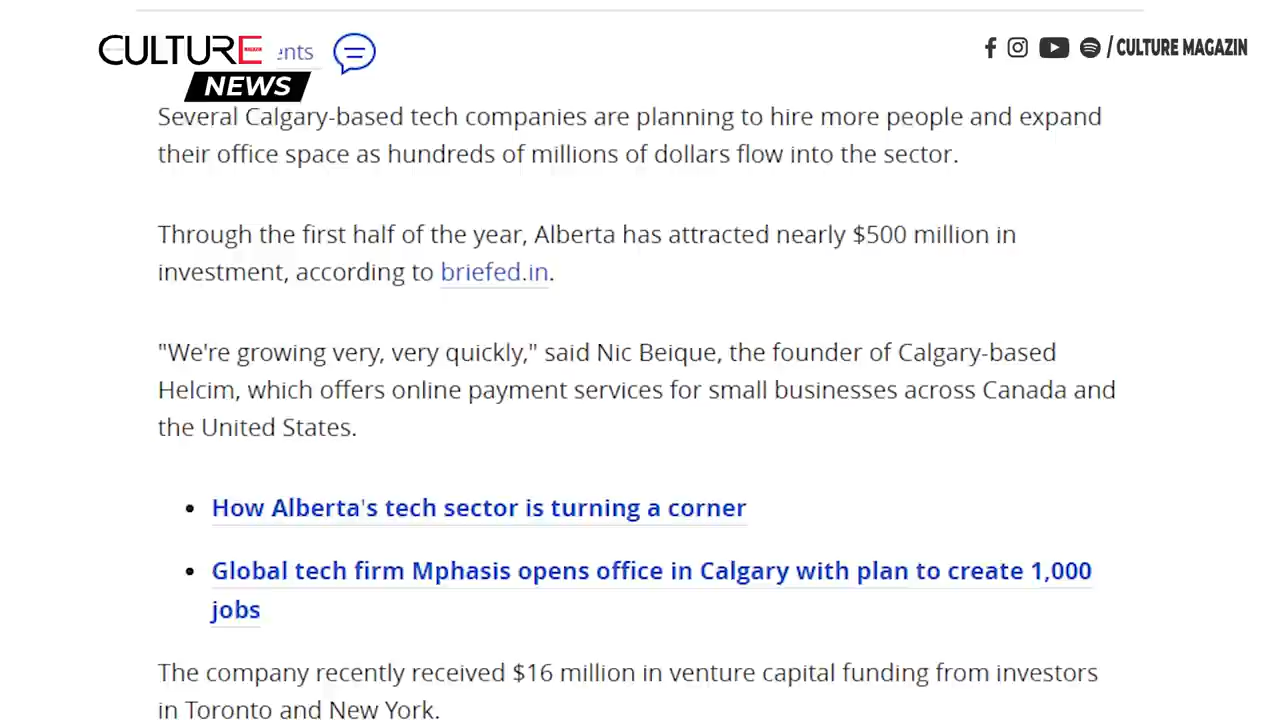 CULTURE
NEWS
ents
/ CULTURE MAGAZIN
Several Calgary-based tech companies are planning to hire more people and expand
their office space as hundreds of millions of dollars flow into the sector.
Through the first half of the year, Alberta has attracted nearly $500 million in
investment, according to briefed.in.
"We're growing very, very quickly," said Nic Beique, the founder of Calgary-based
Helcim, which offers online payment services for small businesses across Canada and
the United States.
• How Alberta's tech sector is turning a corner
• Global tech firm Mphasis opens office in Calgary with plan to create 1,000
jobs
The company recently received $16 million in venture capital funding from investors
in Toronto and New York.